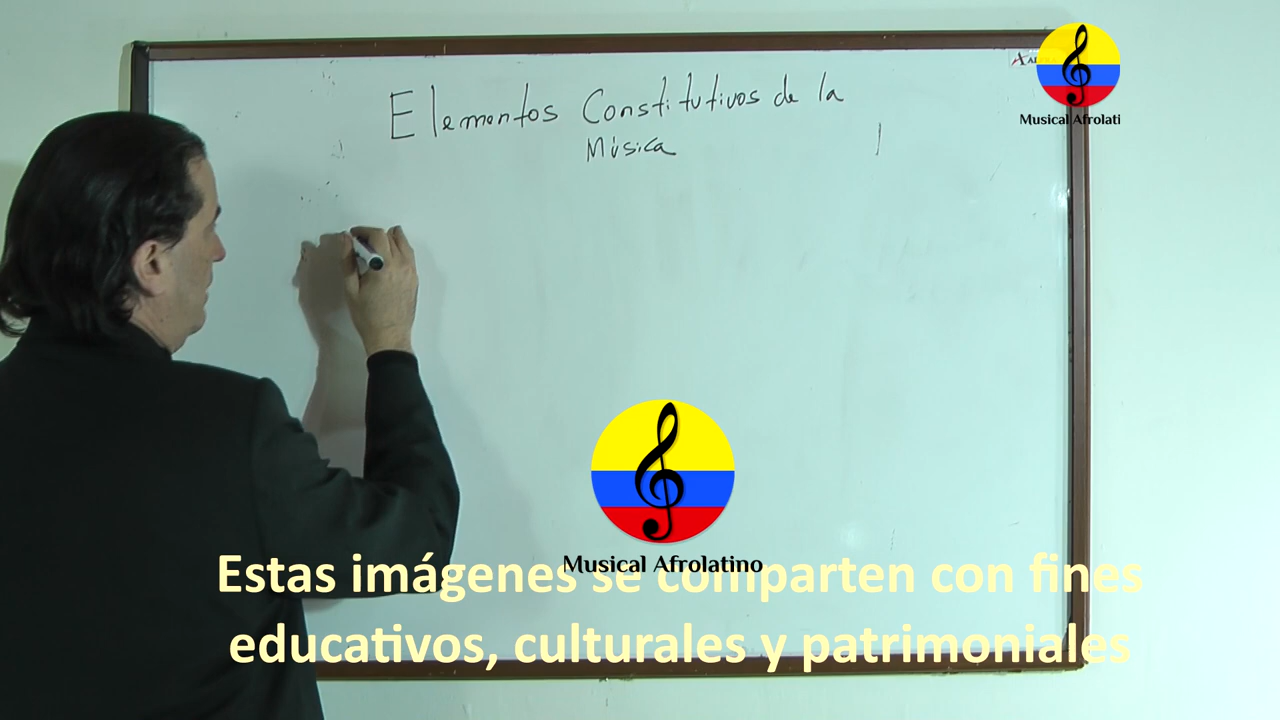 Elementos Constitutivos de la
Música
Musical Afrolati
Musical Afrolatino
Estas imágenes se comparten con fines
educativos, culturales y patrimoniales